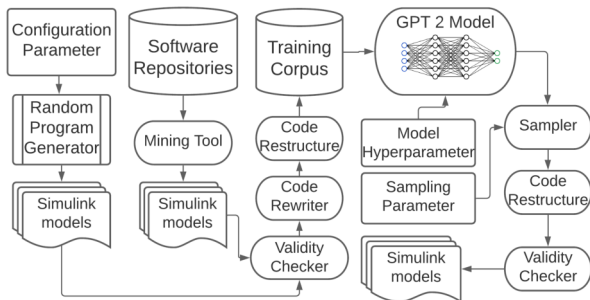 Configuration
Parameter
Random
Program
Generator
Simulink
models
Software
Repositories
Mining Tool
Simulink
models
Training
Corpus
Code
Restructure
Code
Rewriter
Validity
Checker
GPT 2 Model
Model
Hyperparameter
Sampling
Parameter
Sampler
Code
Restructure
Validity
Checker
Simulink
models